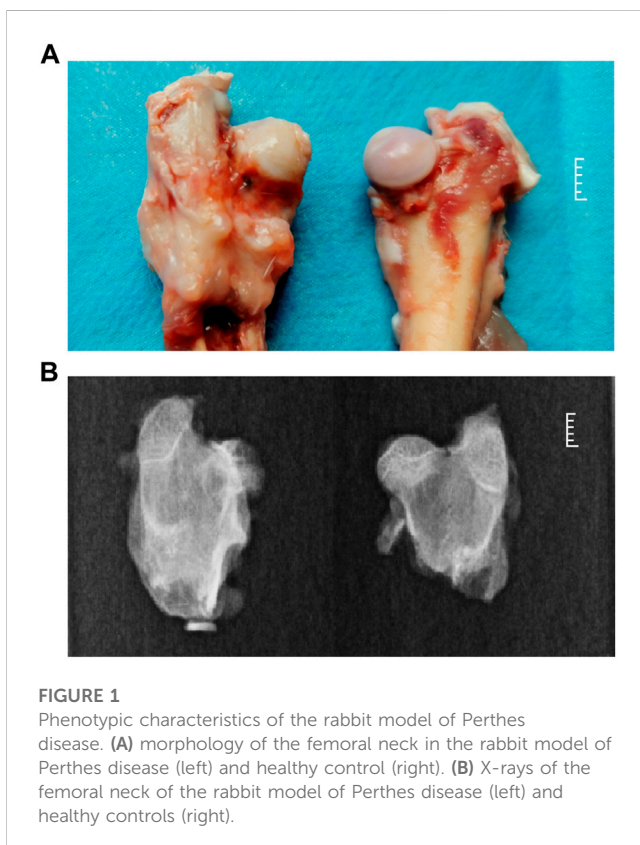 A
B
FIGURE 1
Phenotypic characteristics of the rabbit model of Perthes
disease. (A) morphology of the femoral neck in the rabbit model of
Perthes disease (left) and healthy control (right). (B) X-rays of the
femoral neck of the rabbit model of Perthes disease (left) and
healthy controls (right).